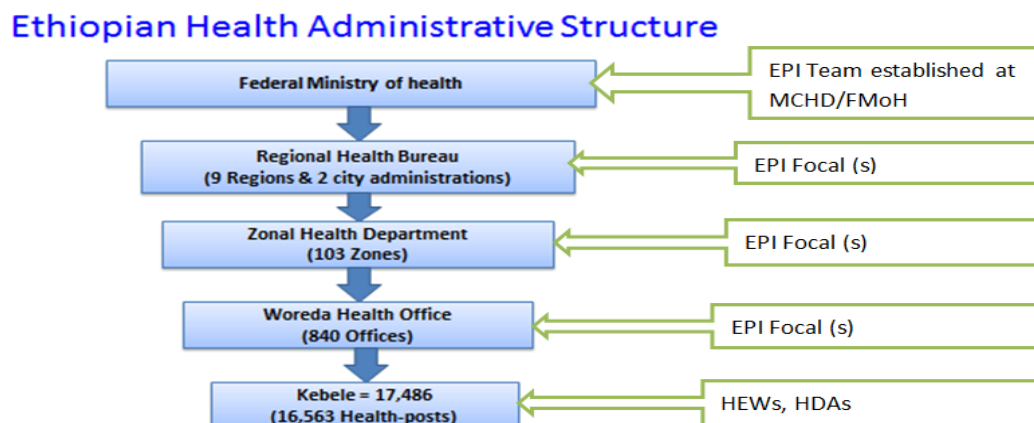 Ethiopian Health Administrative Structure
Federal Ministry of health
EPI Team established at
MCHD/FMoH
Regional Health Bureau
(9 Regions & 2 city administrations)
EPI Focal (s)
Zonal Health Department
(103 Zones)
EPI Focal (s)
Woreda Health Office
(840 Offices)
EPI Focal (s)
Kebele = 17,486
(16,563 Health-posts)
HEWs, HDAs